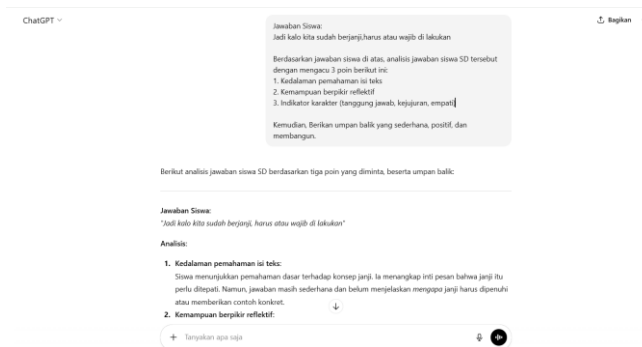 ChatGPT
Bagikan
Jawaban Siswa:
Jadi kalo kita sudah berjanji,harus atau wajib di lakukan
Berdasarkan jawaban siswa di atas, analisis jawaban siswa SD tersebut
dengan mengacu 3 poin berikut ini:
1. Kedalaman pemahaman isi teks
2. Kemampuan berpikir reflektif
3. Indikator karakter (tanggung jawab, kejujuran, empati)
Kemudian, Berikan umpan balik yang sederhana, positif, dan
membangun.
Berikut analisis jawaban siswa SD berdasarkan tiga poin yang diminta, beserta umpan balik:
Jawaban Siswa:
"Jadi kalo kita sudah berjanji, harus atau wajib di lakukan"
Analisis:
1. Kedalaman pemahaman isi teks:
Siswa menunjukkan pemahaman dasar terhadap konsep janji. Ia menangkap inti pesan bahwa janji itu
perlu ditepati. Namun, jawaban masih sederhana dan belum menjelaskan mengapa janji harus dipenuhi
atau memberikan contoh konkret.
2. Kemampuan berpikir reflektif:
Tanyakan apa saja